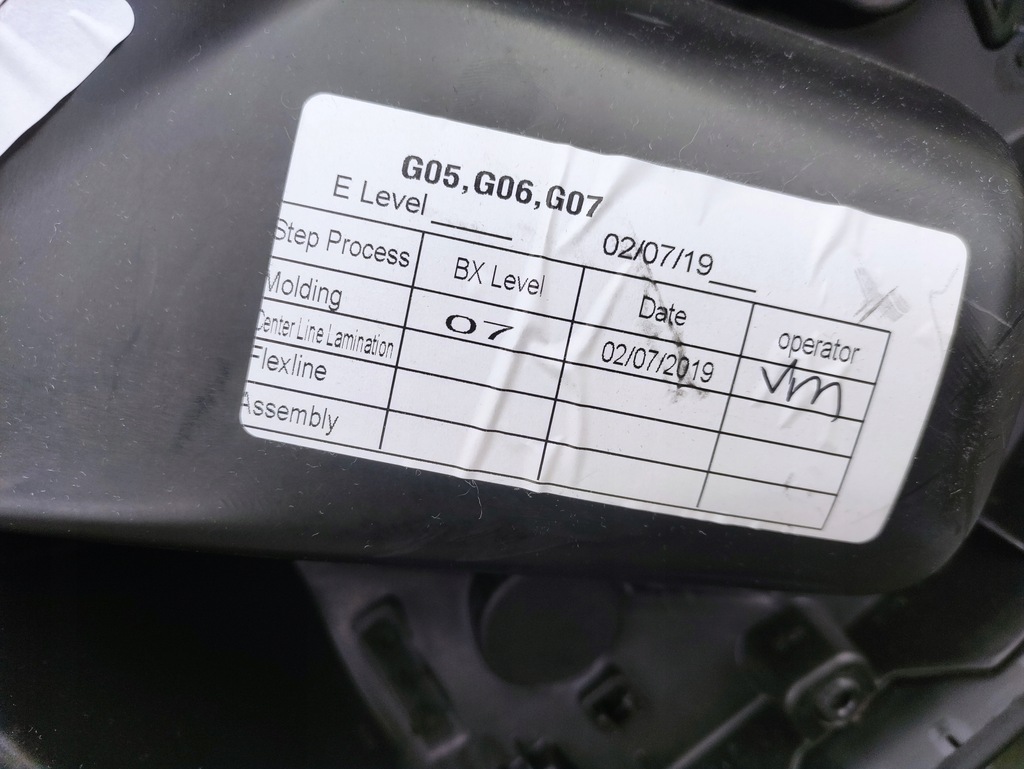 G05, G06, G07
E Level 02/07/19
Step Process BX Level Date operator
Molding 07 02/07/2019 vm
Center Line Lamination
Flexline
Assembly